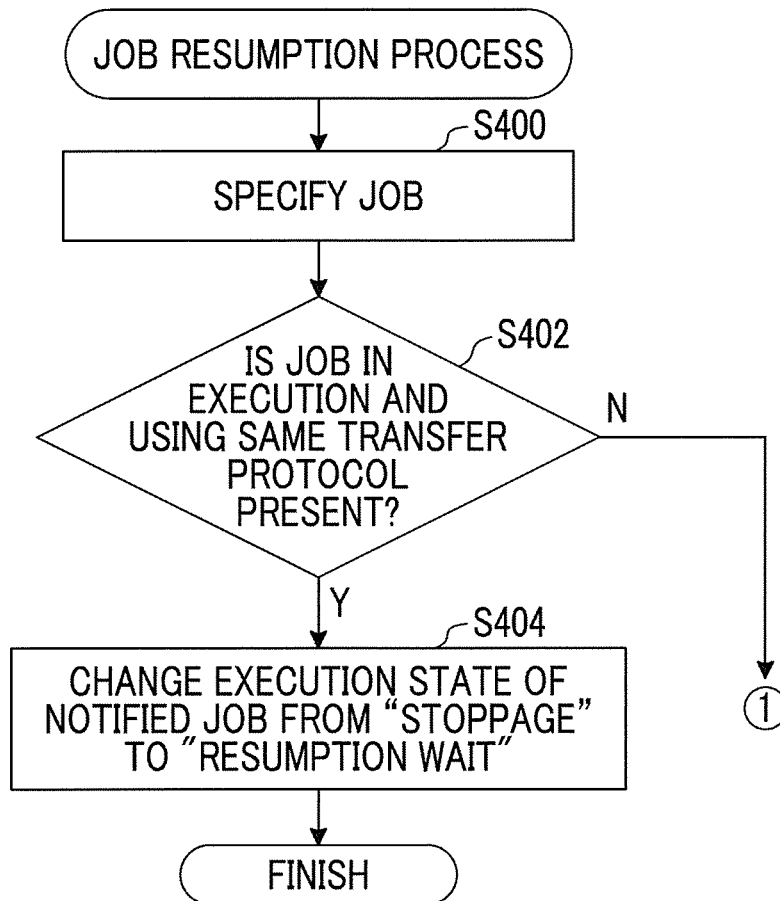 JOB RESUMPTION PROCESS
S400
SPECIFY JOB
S402
IS JOB IN
EXECUTION AND
USING SAME TRANSFER
PROTOCOL
PRESENT?
N
Y
S404
CHANGE EXECUTION STATE OF
NOTIFIED JOB FROM “STOPPAGE”
TO "RESUMPTION WAIT"
1
FINISH